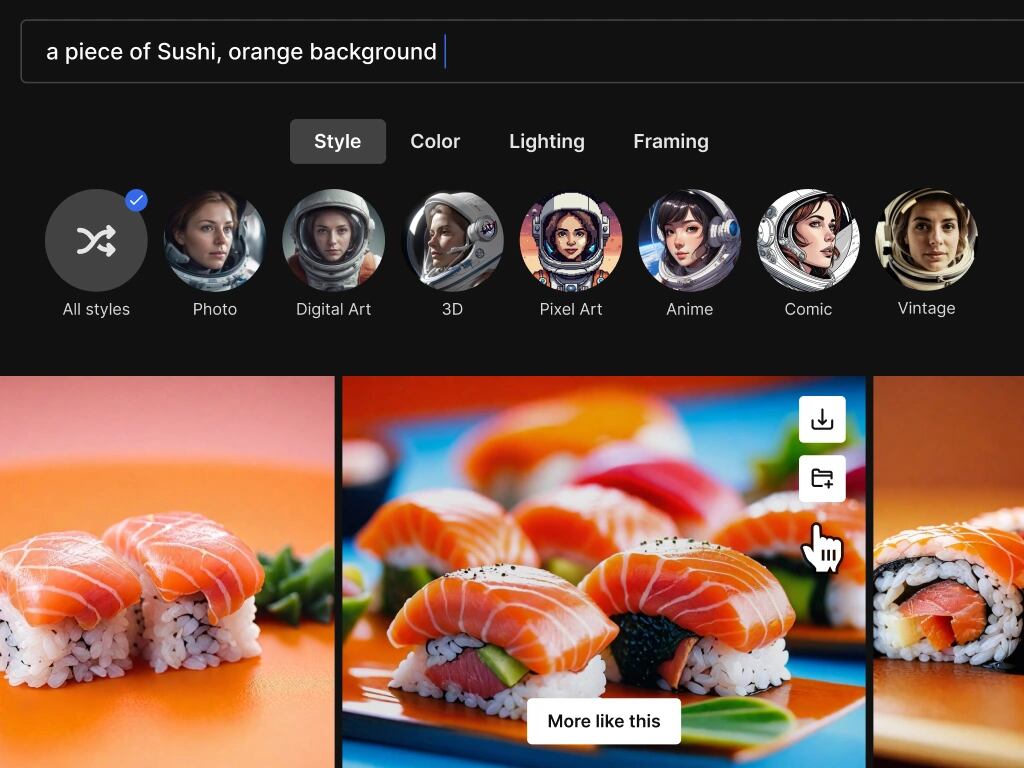 a piece of Sushi, orange background
Style Color Lighting Framing
All styles Photo Digital Art 3D Pixel Art Anime Comic Vintage
More like this